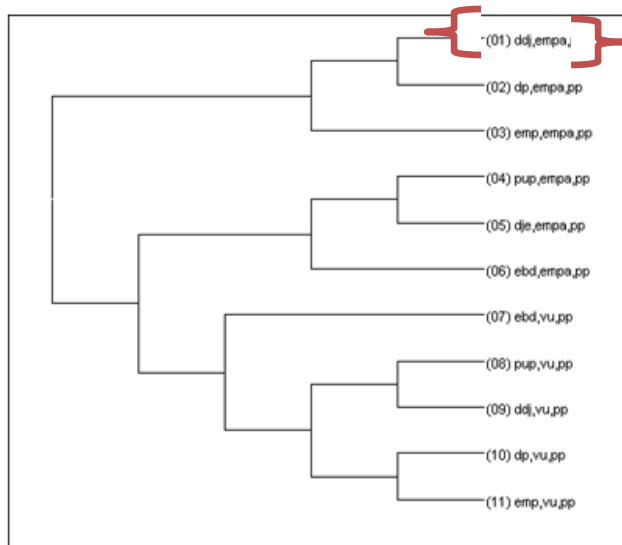 (01) ddj,empa,
(02) dp,empa,pp
(03) emp,empa,pp
(04) pup,empa,pp
(05) dje,empa,pp
(06) ebd,empa,pp
(07) ebd,vu,pp
(08) pup,vu,pp
(09) ddj,vu,pp
(10) dp,vu,pp
(11) emp,vu,pp